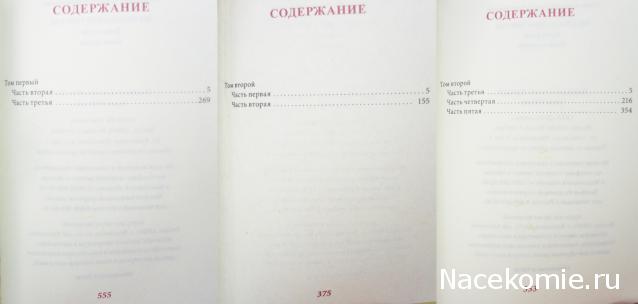 СОДЕРЖАНИЕ
Том первый
Часть вторая 5
Часть третья 269
555
СОДЕРЖАНИЕ
Том второй
Часть первая 5
Часть вторая 155
375
СОДЕРЖАНИЕ
Том второй
Часть третья 5
Часть четвертая 216
Часть пятая 354
Nacekomie.ru